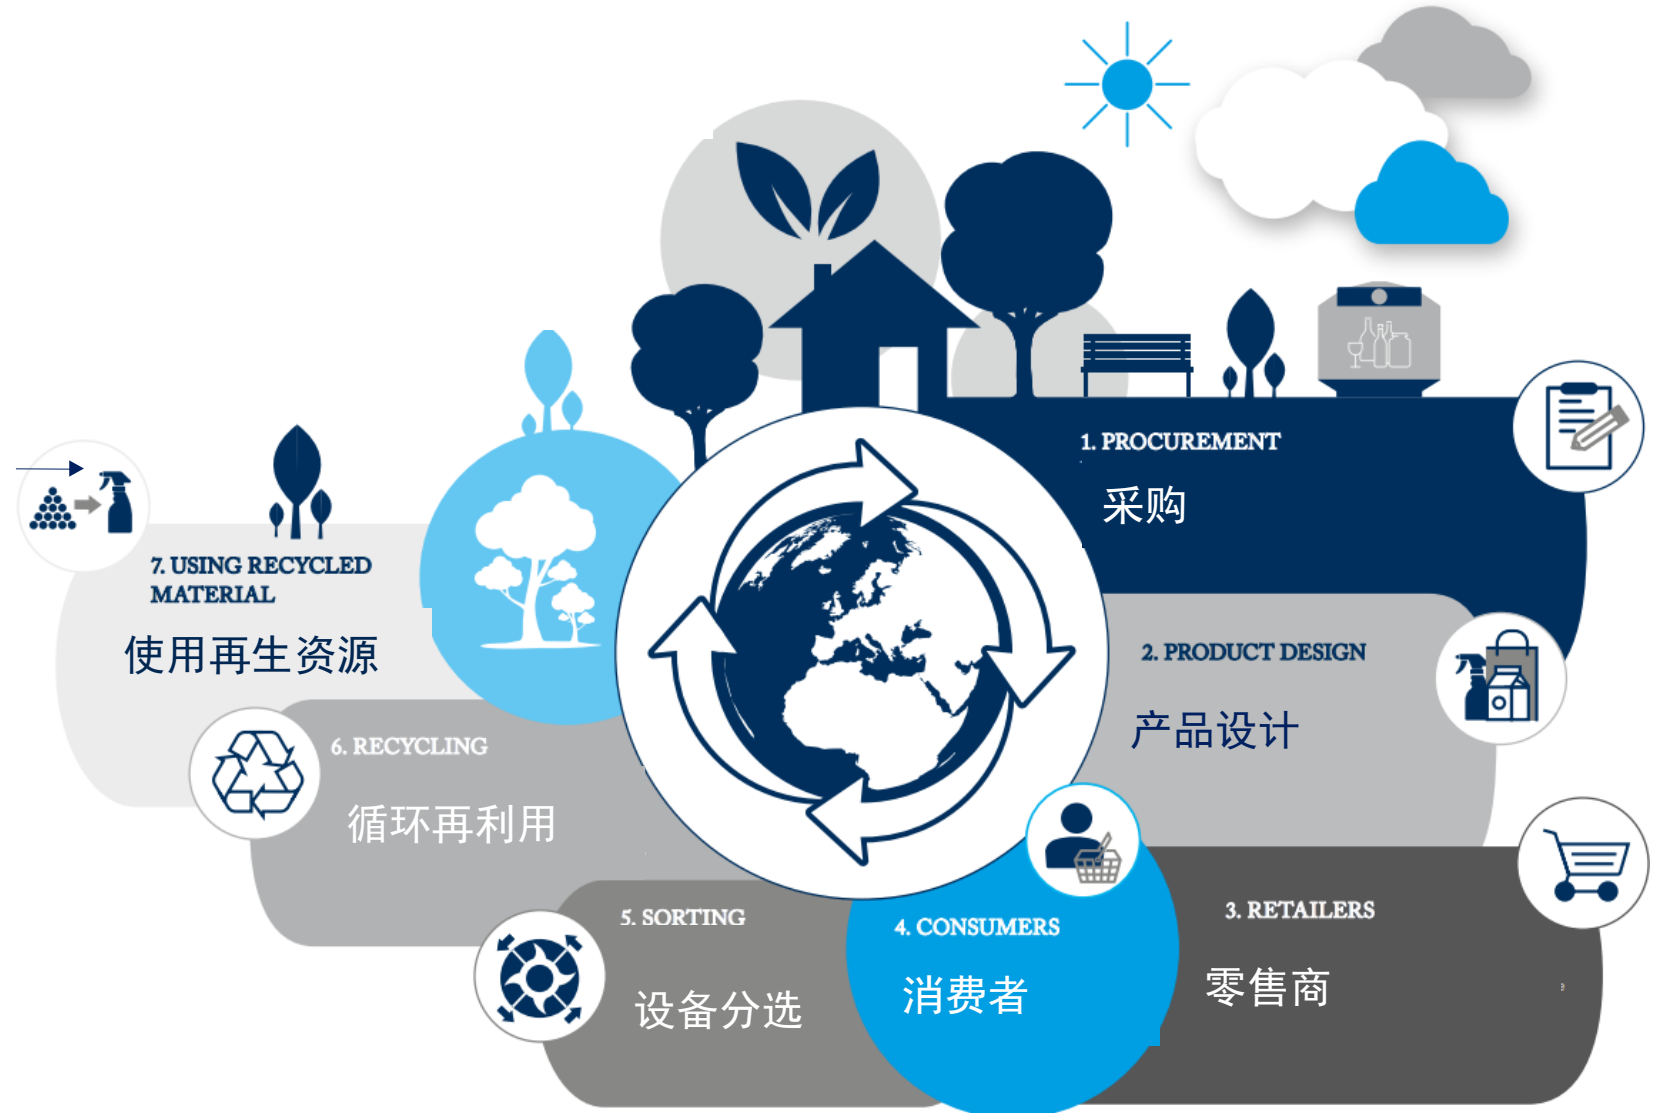 1. PROCUREMENT
采购
2. PRODUCT DESIGN
产品设计
3. RETAILERS
零售商
4. CONSUMERS
消费者
5. SORTING
设备分选
6. RECYCLING
循环再利用
7. USING RECYCLED
MATERIAL
使用再生资源